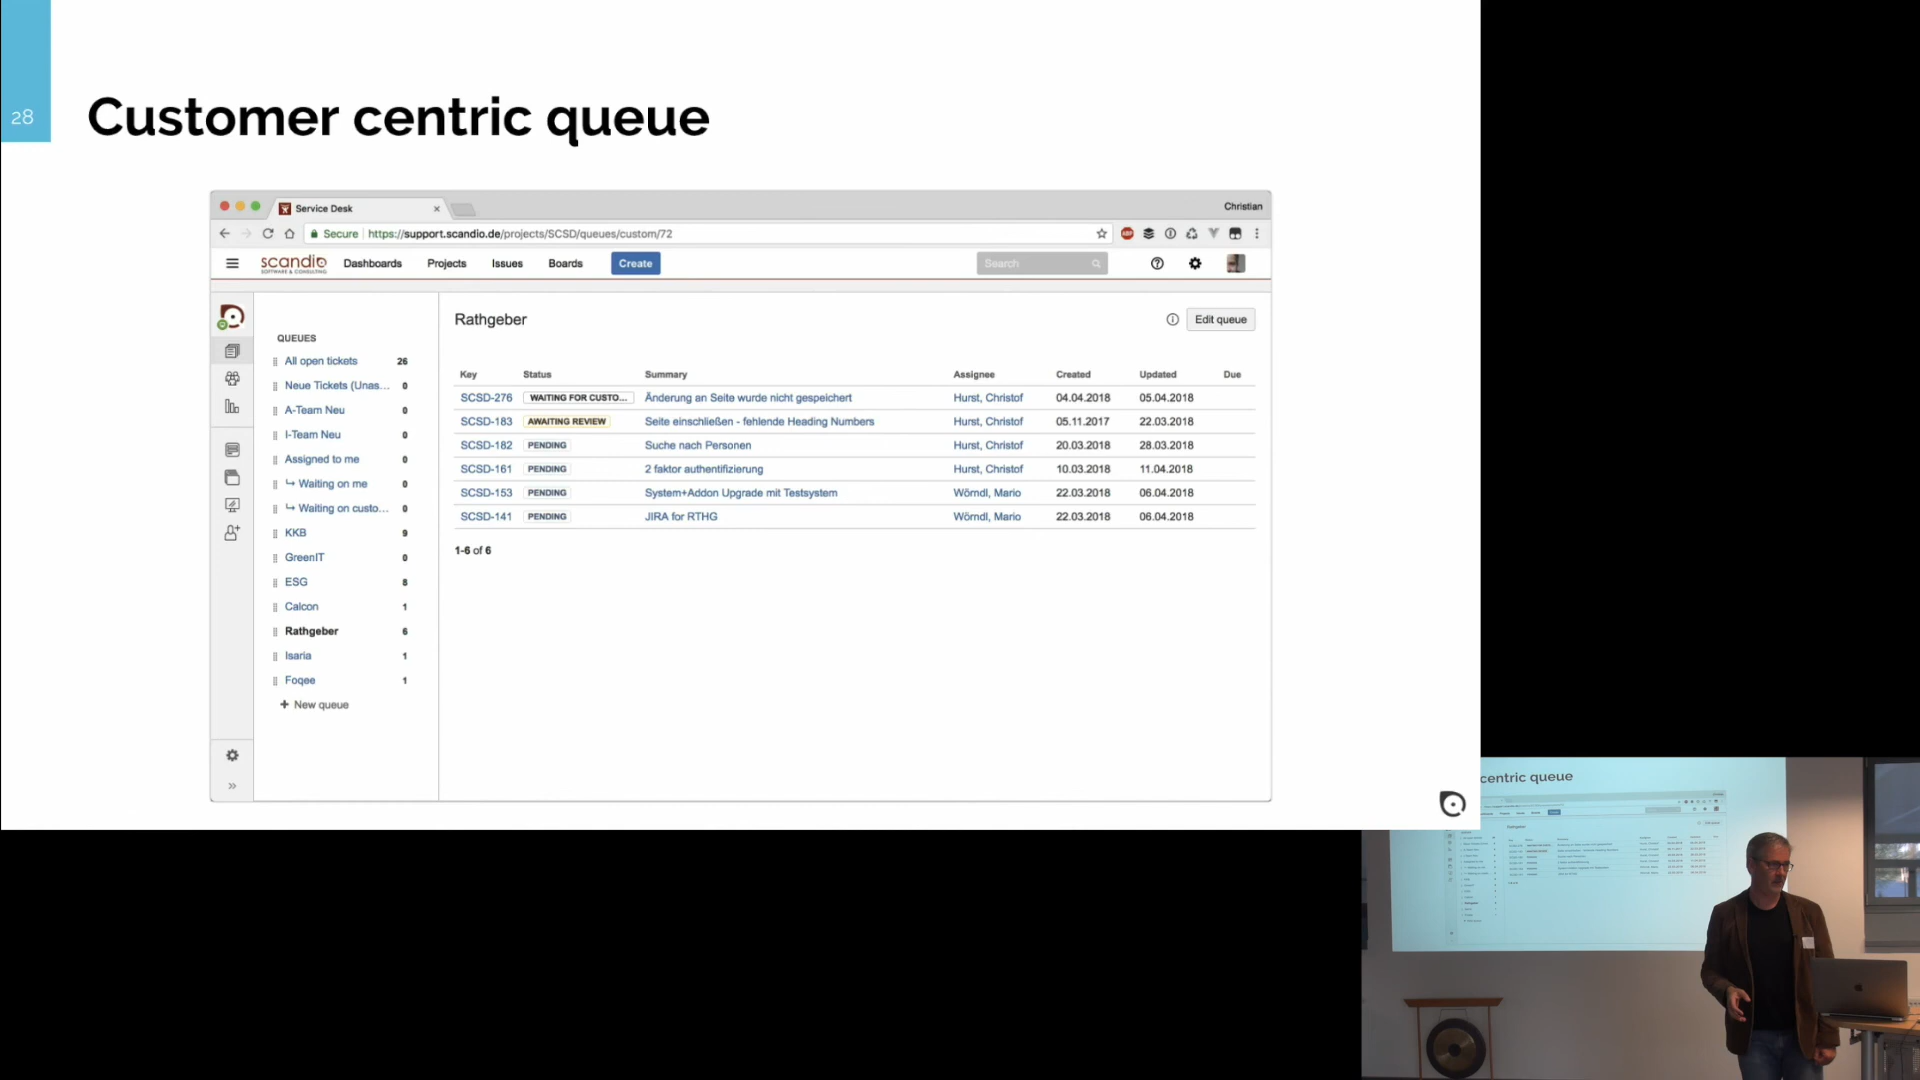 28
Customer centric queue
Service Desk
Christian
Secure https://support.scandio.de/projects/SCSD/queues/custom/72
ABP
scandio Dashboards Projects Issues Boards Create Search
SOFTWARE & CONSULTING
Rathgeber Edit queue
QUEUES
All open tickets 26
Neue Tickets (Unas... 0
A-Team Neu 0
I-Team Neu 0
Assigned to me 0
Waiting on me 0
Waiting on custo... 0
KKB 9
GreenIT 0
ESG 8
Calcon 1
Rathgeber 6
Isaria 1
Foqee 1
+ New queue
Key Status Summary Assignee Created Updated Due
SCSD-276 WAITING FOR CUSTO... Änderung an Seite wurde nicht gespeichert Hurst, Christof 04.04.2018 05.04.2018
SCSD-183 AWAITING REVIEW Seite einschließen - fehlende Heading Numbers Hurst, Christof 05.11.2017 22.03.2018
SCSD-182 PENDING Suche nach Personen Hurst, Christof 20.03.2018 28.03.2018
SCSD-161 PENDING 2 faktor authentifizierung Hurst, Christof 10.03.2018 11.04.2018
SCSD-153 PENDING System+Addon Upgrade mit Testsystem Wörndl, Mario 22.03.2018 06.04.2018
SCSD-141 PENDING JIRA for RTHG Wörndl, Mario 22.03.2018 06.04.2018
1-6 of 6
centric queue